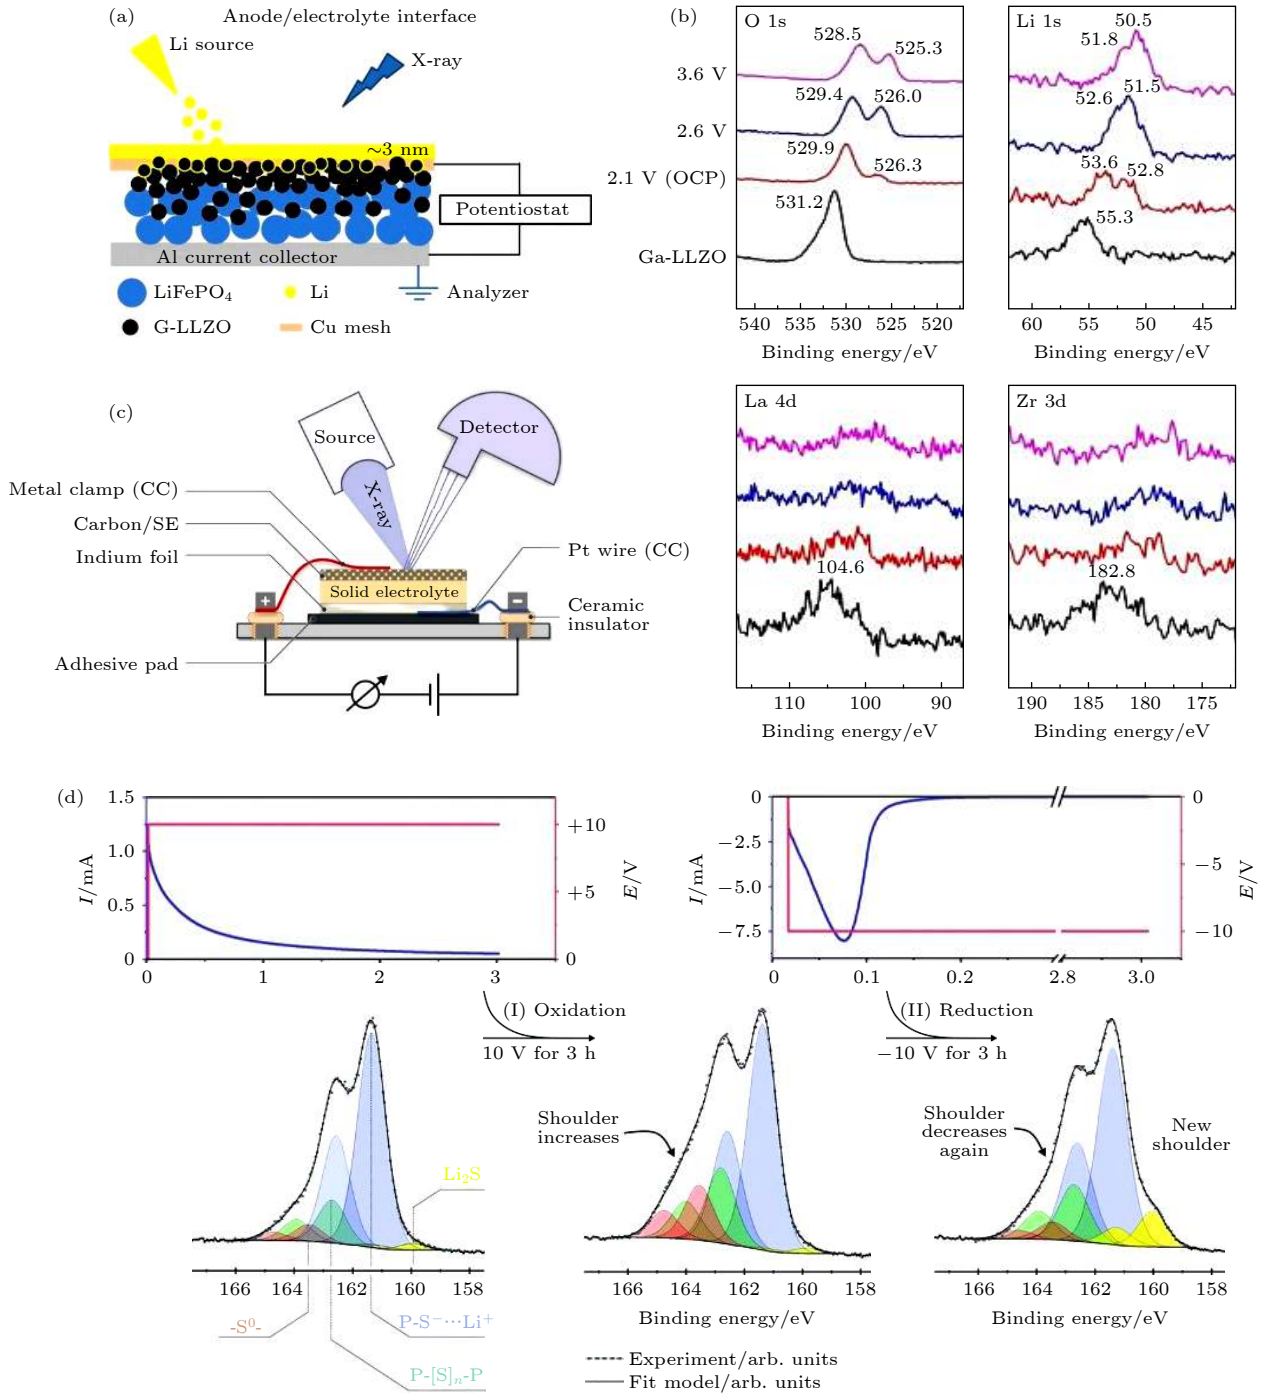 (a)
Anode/electrolyte interface
Li source
X-ray
~3 nm
Potentiostat
Al current collector
LiFePO₄
Li
Analyzer
G-LLZO
Cu mesh
(b)
O 1s
528.5
525.3
3.6 V
529.4
526.0
2.6 V
529.9
526.3
2.1 V (OCP)
531.2
Ga-LLZO
540 535 530 525 520
Binding energy/eV
Li 1s
50.5
51.8
51.5
52.6
53.6
52.8
55.3
60 55 50 45
Binding energy/eV
La 4d
104.6
110 100 90
Binding energy/eV
Zr 3d
182.8
190 185 180 175
Binding energy/eV
(c)
Source
Detector
X-ray
Metal clamp (CC)
Carbon/SE
Indium foil
Pt wire (CC)
Solid electrolyte
+
−
Ceramic
insulator
Adhesive pad
(d)
1.5
1.0
0.5
0
I/mA
+10
+5
0
E/V
0 1 2 3
0
−2.5
−5.0
−7.5
I/mA
0
−5
−10
E/V
0 0.1 0.2 2.8 3.0
(I) Oxidation
10 V for 3 h
(II) Reduction
−10 V for 3 h
Li₂S
166 164 162 160 158
-S⁰-
P-S⁻···Li⁺
P-[S]ₙ-P
Shoulder
increases
166 164 162 160 158
Binding energy/eV
Shoulder
decreases
again
New
shoulder
166 164 162 160 158
Binding energy/eV
Experiment/arb. units
Fit model/arb. units